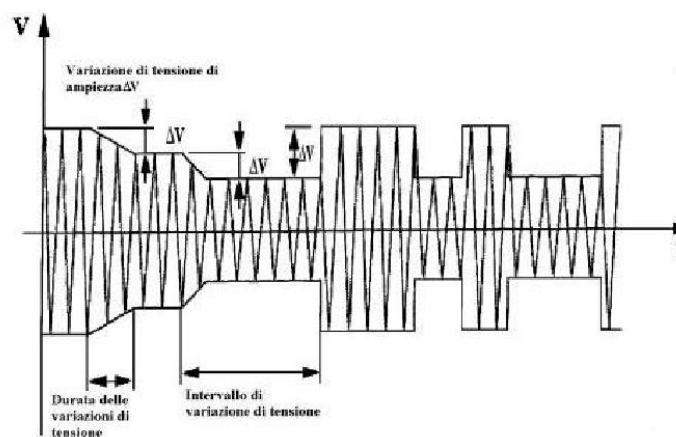 V
Variazione di tensione di
ampiezza ΔV
ΔV
ΔV
ΔV
Durata delle
variazioni di
tensione
Intervallo di
variazione di tensione